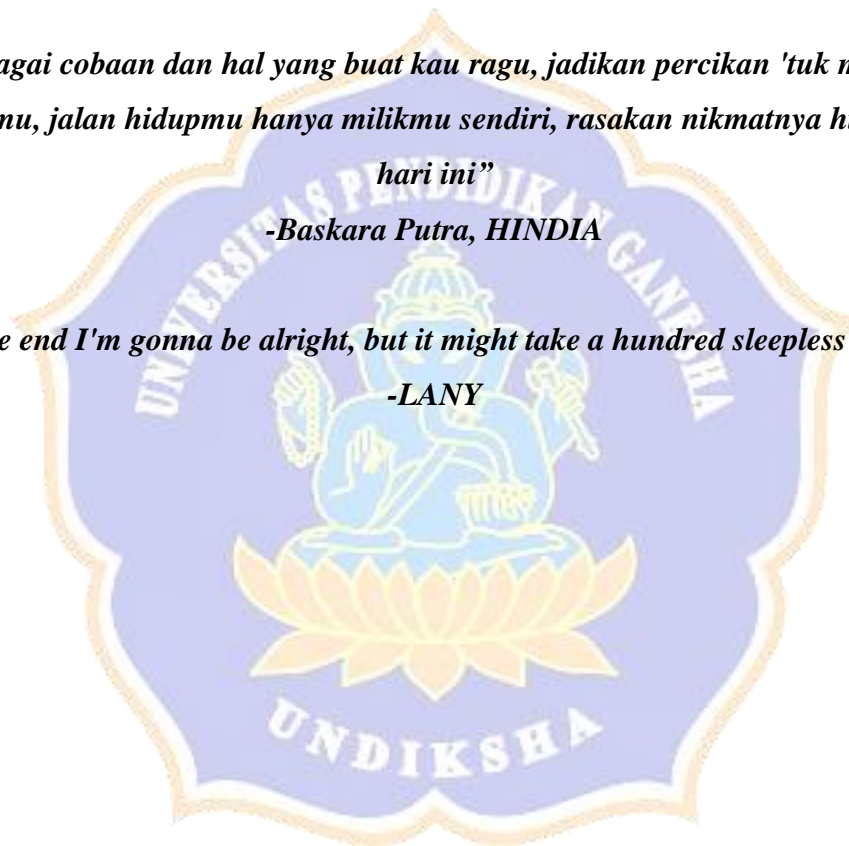 agai cobaan dan hal yang buat kau ragu, jadikan percikan 'tuk
mu, jalan hidupmu hanya milikmu sendiri, rasakan nikmatnya
hari ini”
-Baskara Putra, HINDIA
e end I'm gonna be alright, but it might take a hundred sleepless
-LANY
UNIVERSITAS PENDIDIKAN GANESHA
UNDIKSHA